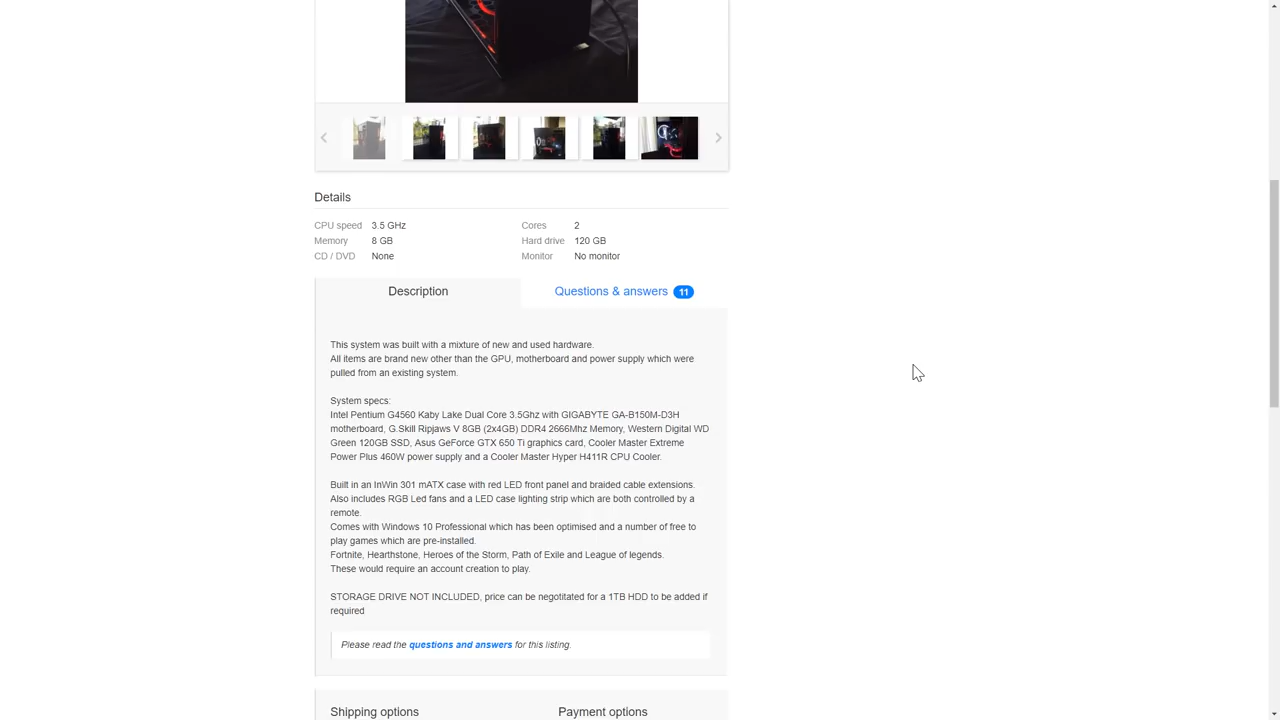 Details
CPU speed 3.5 GHz Cores 2
Memory 8 GB Hard drive 120 GB
CD / DVD None Monitor No monitor
Description Questions & answers 11
This system was built with a mixture of new and used hardware.
All items are brand new other than the GPU, motherboard and power supply which were
pulled from an existing system.
System specs:
Intel Pentium G4560 Kaby Lake Dual Core 3.5Ghz with GIGABYTE GA-B150M-D3H
motherboard, G.Skill Ripjaws V 8GB (2x4GB) DDR4 2666Mhz Memory, Western Digital WD
Green 120GB SSD, Asus GeForce GTX 650 Ti graphics card, Cooler Master Extreme
Power Plus 460W power supply and a Cooler Master Hyper H411R CPU Cooler.
Built in an InWin 301 mATX case with red LED front panel and braided cable extensions.
Also includes RGB Led fans and a LED case lighting strip which are both controlled by a
remote.
Comes with Windows 10 Professional which has been optimised and a number of free to
play games which are pre-installed.
Fortnite, Hearthstone, Heroes of the Storm, Path of Exile and League of legends.
These would require an account creation to play.
STORAGE DRIVE NOT INCLUDED, price can be negotitated for a 1TB HDD to be added if
required
Please read the questions and answers for this listing.
Shipping options Payment options